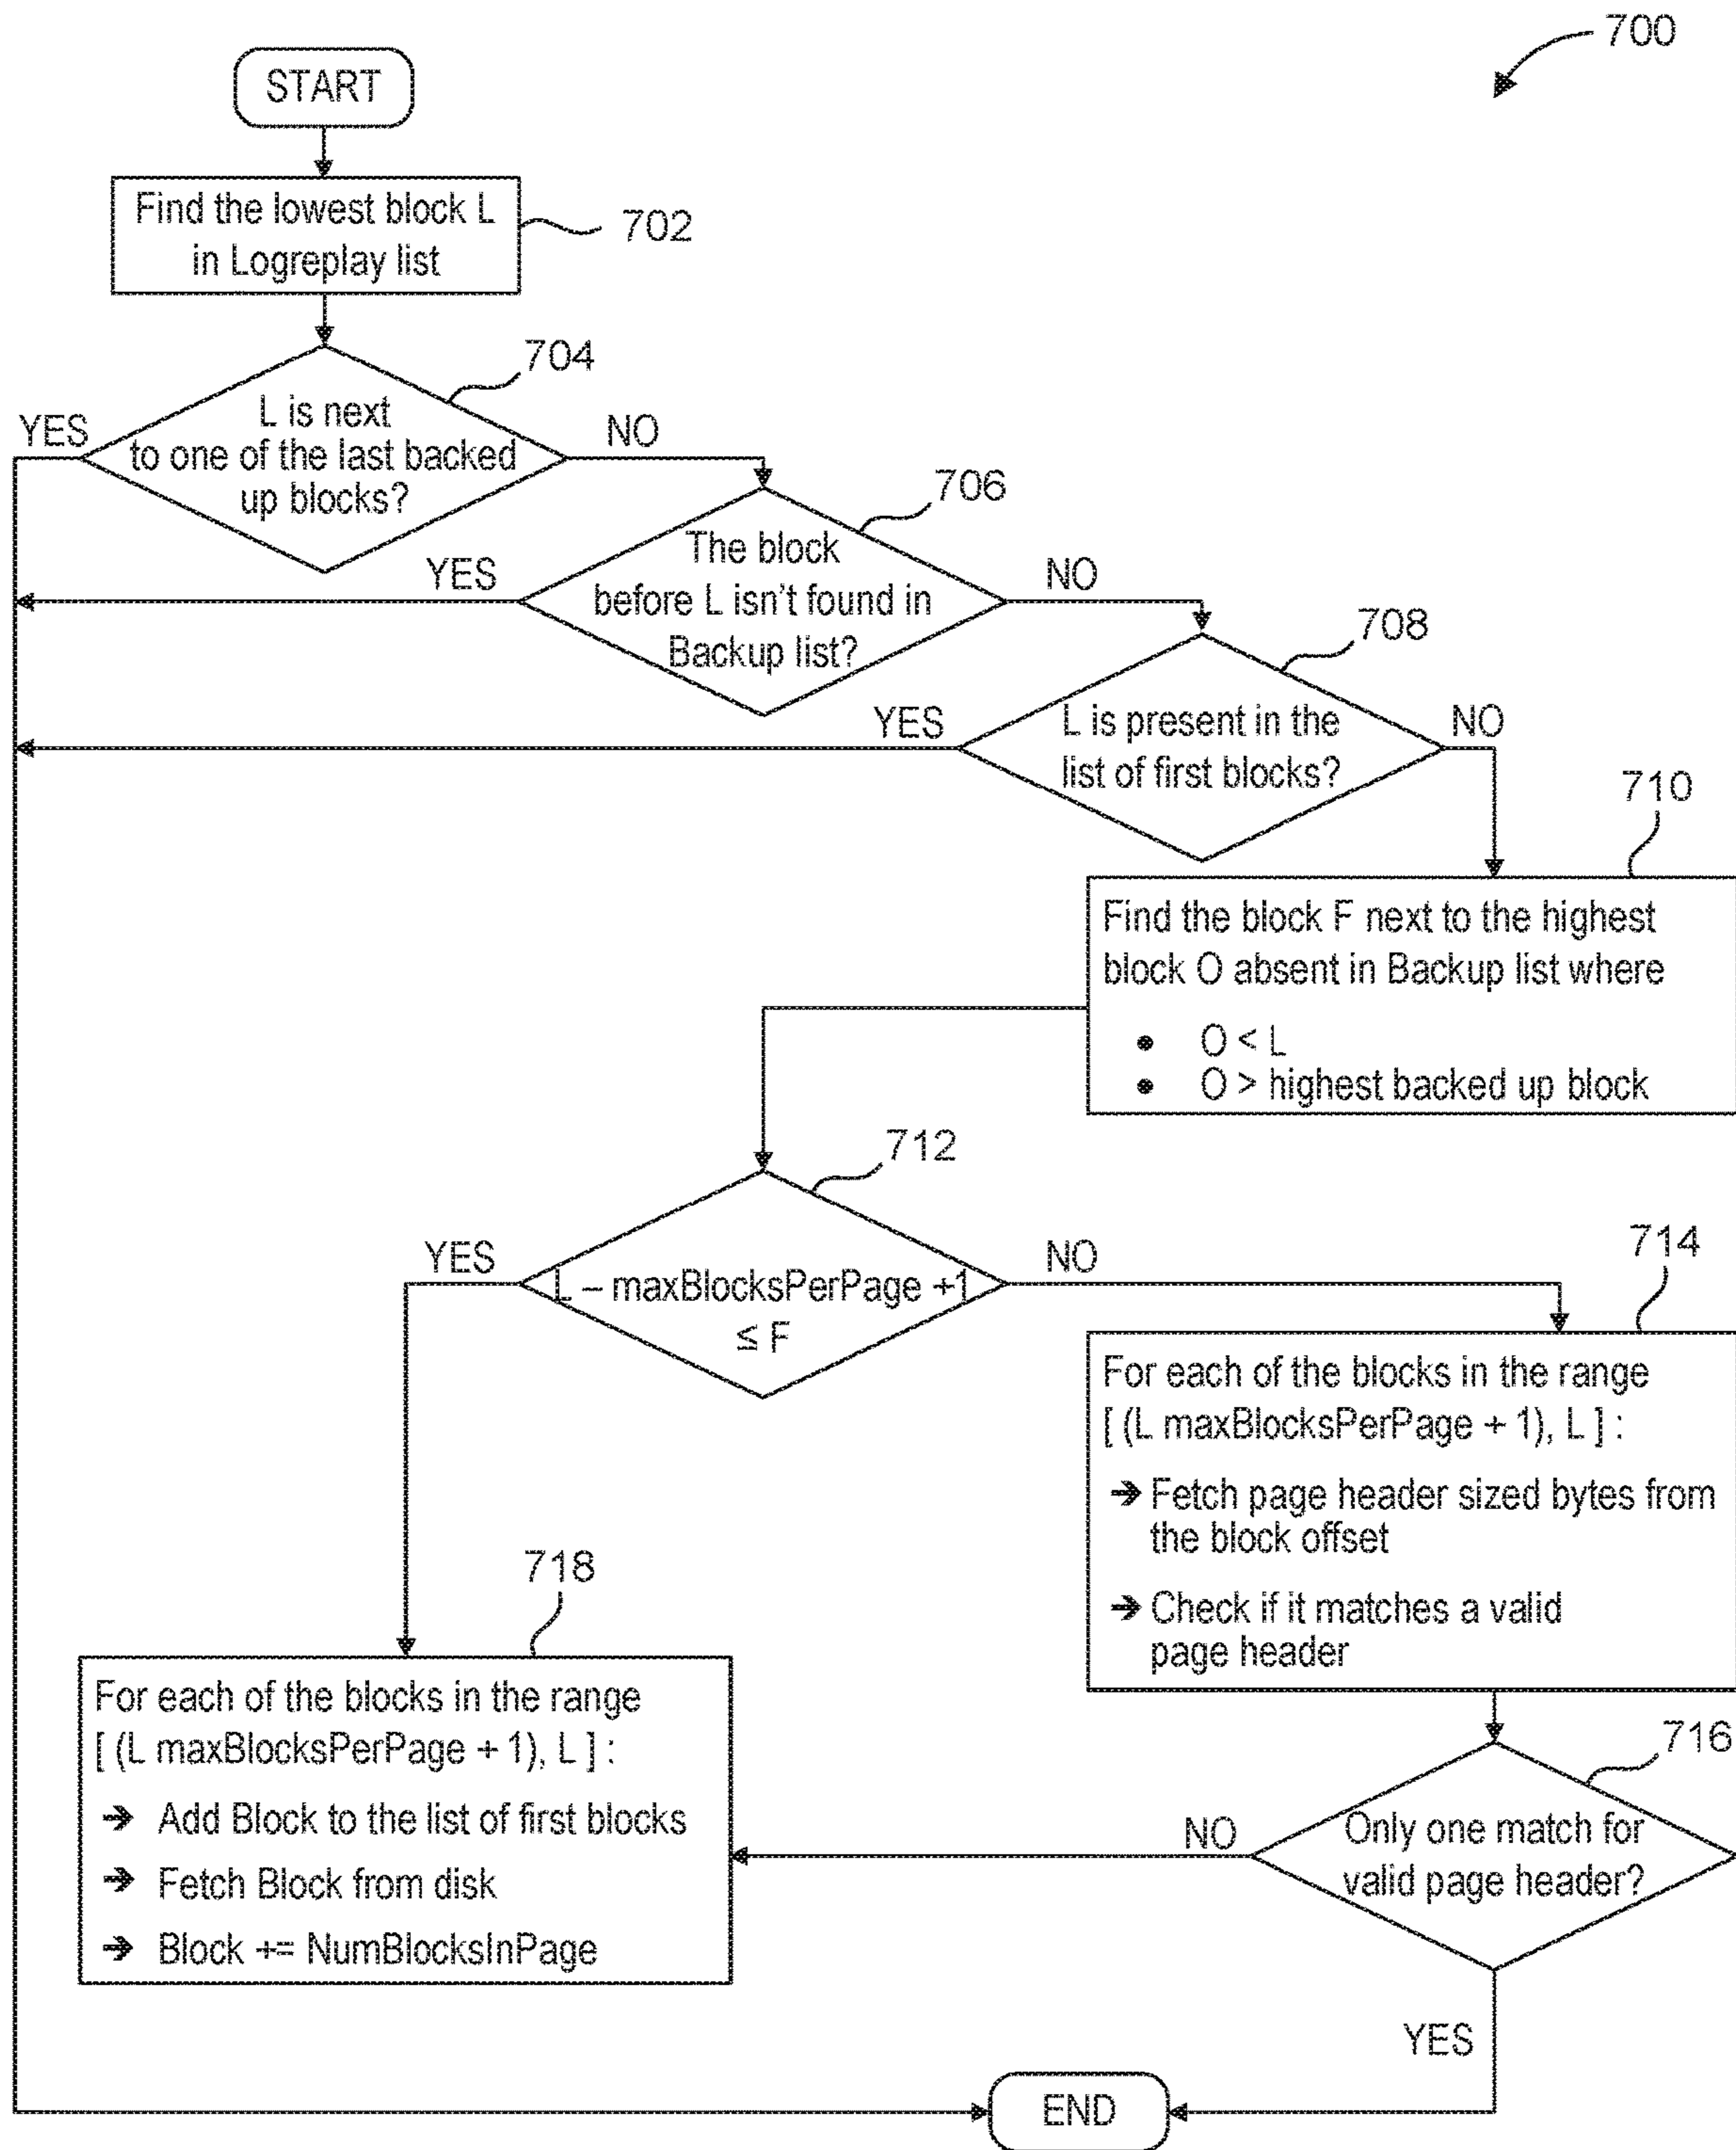 700
START
Find the lowest block L
in Logreplay list
702
704
L is next
to one of the last backed
up blocks?
YES
NO
706
The block
before L isn't found in
Backup list?
YES
NO
708
L is present in the
list of first blocks?
YES
NO
710
Find the block F next to the highest
block O absent in Backup list where
• O < L
• O > highest backed up block
712
L – maxBlocksPerPage +1
≤ F
YES
NO
714
For each of the blocks in the range
[ (L maxBlocksPerPage + 1), L ] :
➔ Fetch page header sized bytes from
the block offset
➔ Check if it matches a valid
page header
718
For each of the blocks in the range
[ (L maxBlocksPerPage + 1), L ] :
➔ Add Block to the list of first blocks
➔ Fetch Block from disk
➔ Block += NumBlocksInPage
716
Only one match for
valid page header?
NO
YES
END